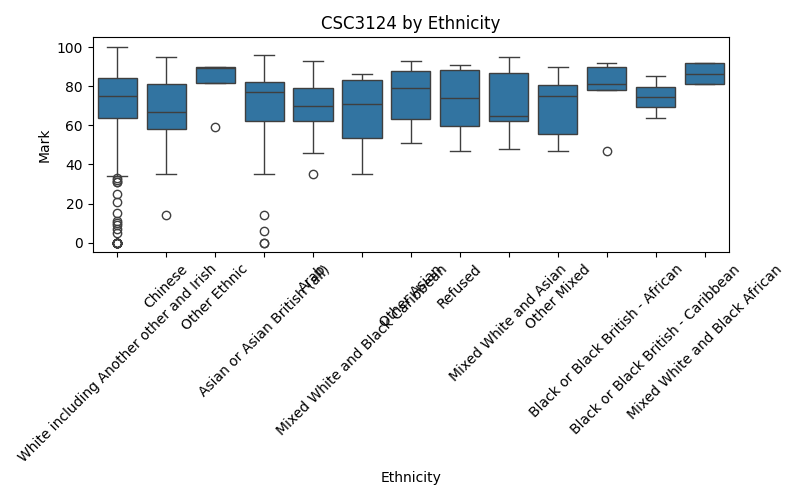 CSC3124 by Ethnicity
100
80
60
40
20
0
Mark
White including Another other and Irish
Chinese
Other Ethnic
Asian or Asian British (all)
Arab
Mixed White and Black Caribbean
Other Asian
Refused
Mixed White and Asian
Other Mixed
Black or Black British - African
Black or Black British - Caribbean
Mixed White and Black African
Ethnicity